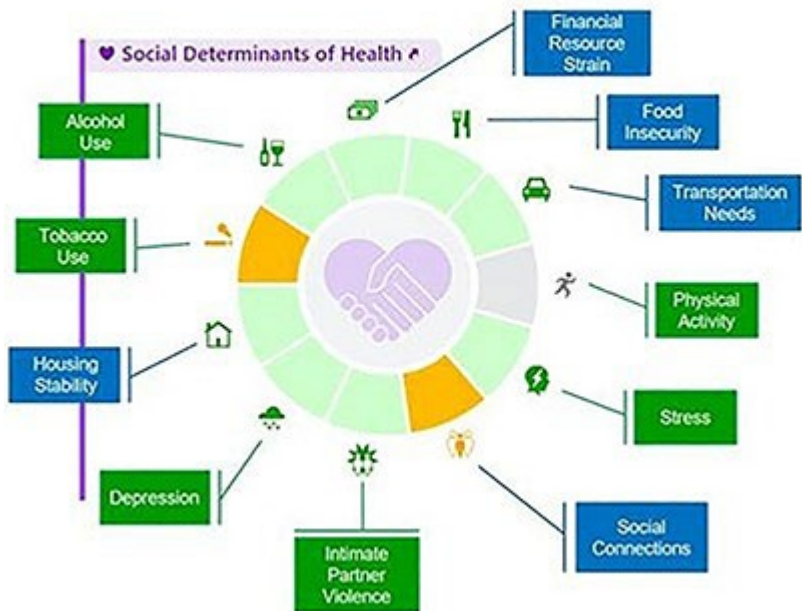 Social Determinants of Health
Financial
Resource
Strain
Food
Insecurity
Transportation
Needs
Physical
Activity
Stress
Social
Connections
Intimate
Partner
Violence
Depression
Housing
Stability
Tobacco
Use
Alcohol
Use